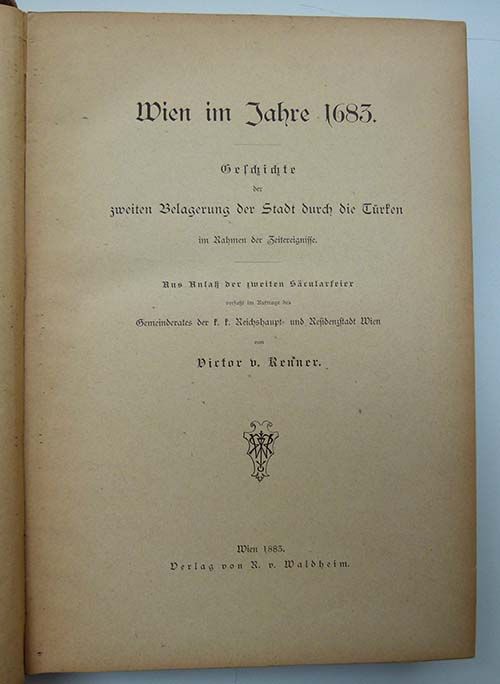 Wien im Jahre 1683.
Geschichte
der
zweiten Belagerung der Stadt durch die Türken
im Rahmen der Zeitereignisse.
Aus Anlaß der zweiten Säcularfeier
verfaßt im Auftrage des
Gemeinderates der k. k. Reichshaupt- und Residenzstadt Wien
von
Victor v. Renner.
Wien 1883.
Verlag von R. v. Waldheim.